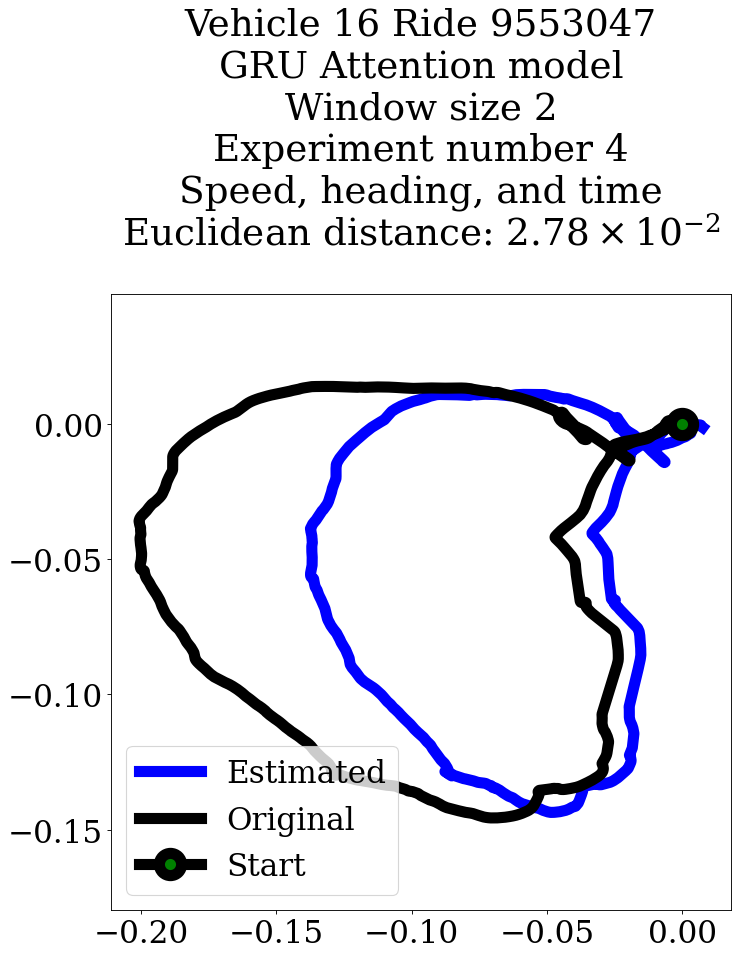 Vehicle 16 Ride 9553047
GRU Attention model
Window size 2
Experiment number 4
Speed, heading, and time
Euclidean distance: 2.78 × 10⁻²
0.00
−0.05
−0.10
−0.15
Estimated
Original
Start
−0.20 −0.15 −0.10 −0.05 0.00